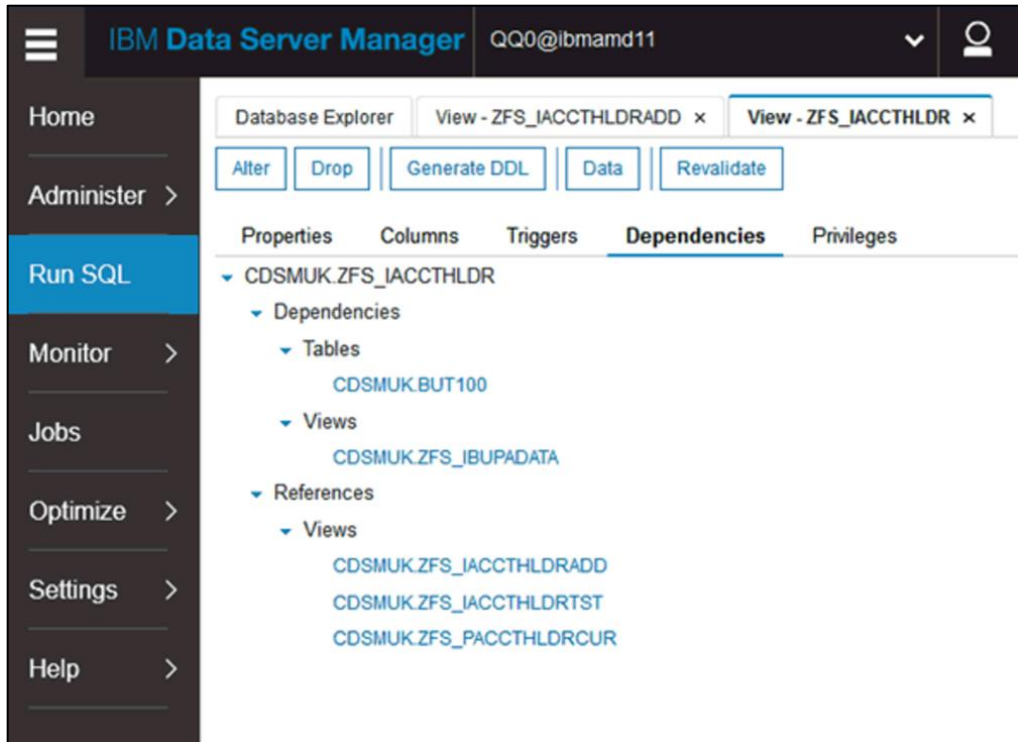 IBM Data Server Manager QQ0@ibmamd11
Home
Administer >
Run SQL
Monitor >
Jobs
Optimize >
Settings >
Help >
Database Explorer View - ZFS_IACCTHLDRADD × View - ZFS_IACCTHLDR ×
Alter Drop Generate DDL Data Revalidate
Properties Columns Triggers Dependencies Privileges
CDSMUK.ZFS_IACCTHLDR
Dependencies
Tables
CDSMUK.BUT100
Views
CDSMUK.ZFS_IBUPADATA
References
Views
CDSMUK.ZFS_IACCTHLDRADD
CDSMUK.ZFS_IACCTHLDRTST
CDSMUK.ZFS_PACCTHLDRCUR